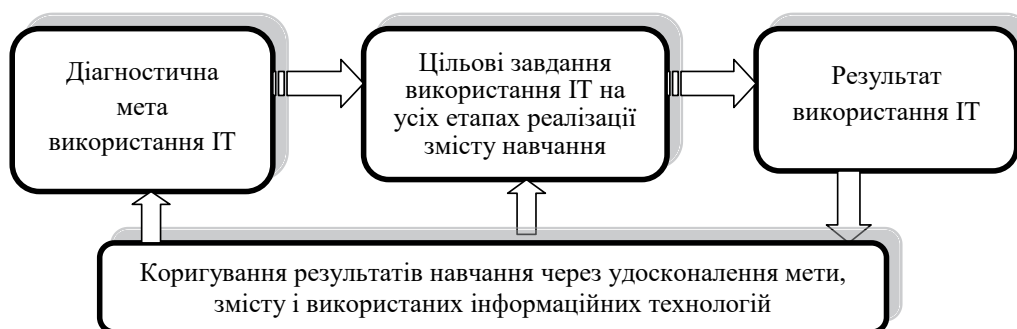 Діагностична
мета
використання ІТ
Цільові завдання
використання ІТ на
усіх етапах реалізації
змісту навчання
Результат
використання ІТ
Коригування результатів навчання через удосконалення мети,
змісту і використаних інформаційних технологій